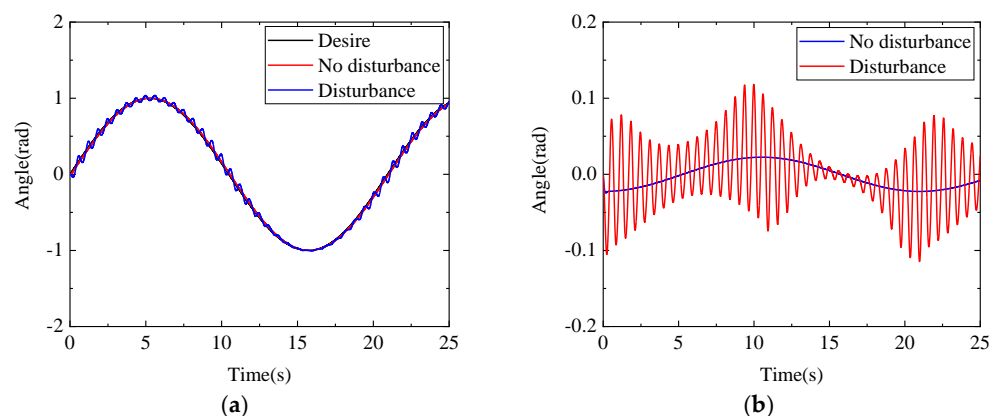 Desire
No disturbance
Disturbance
2
1
0
-1
-2
Angle(rad)
0 5 10 15 20 25
Time(s)
(a)
No disturbance
Disturbance
0.2
0.1
0.0
-0.1
-0.2
Angle(rad)
0 5 10 15 20 25
Time(s)
(b)